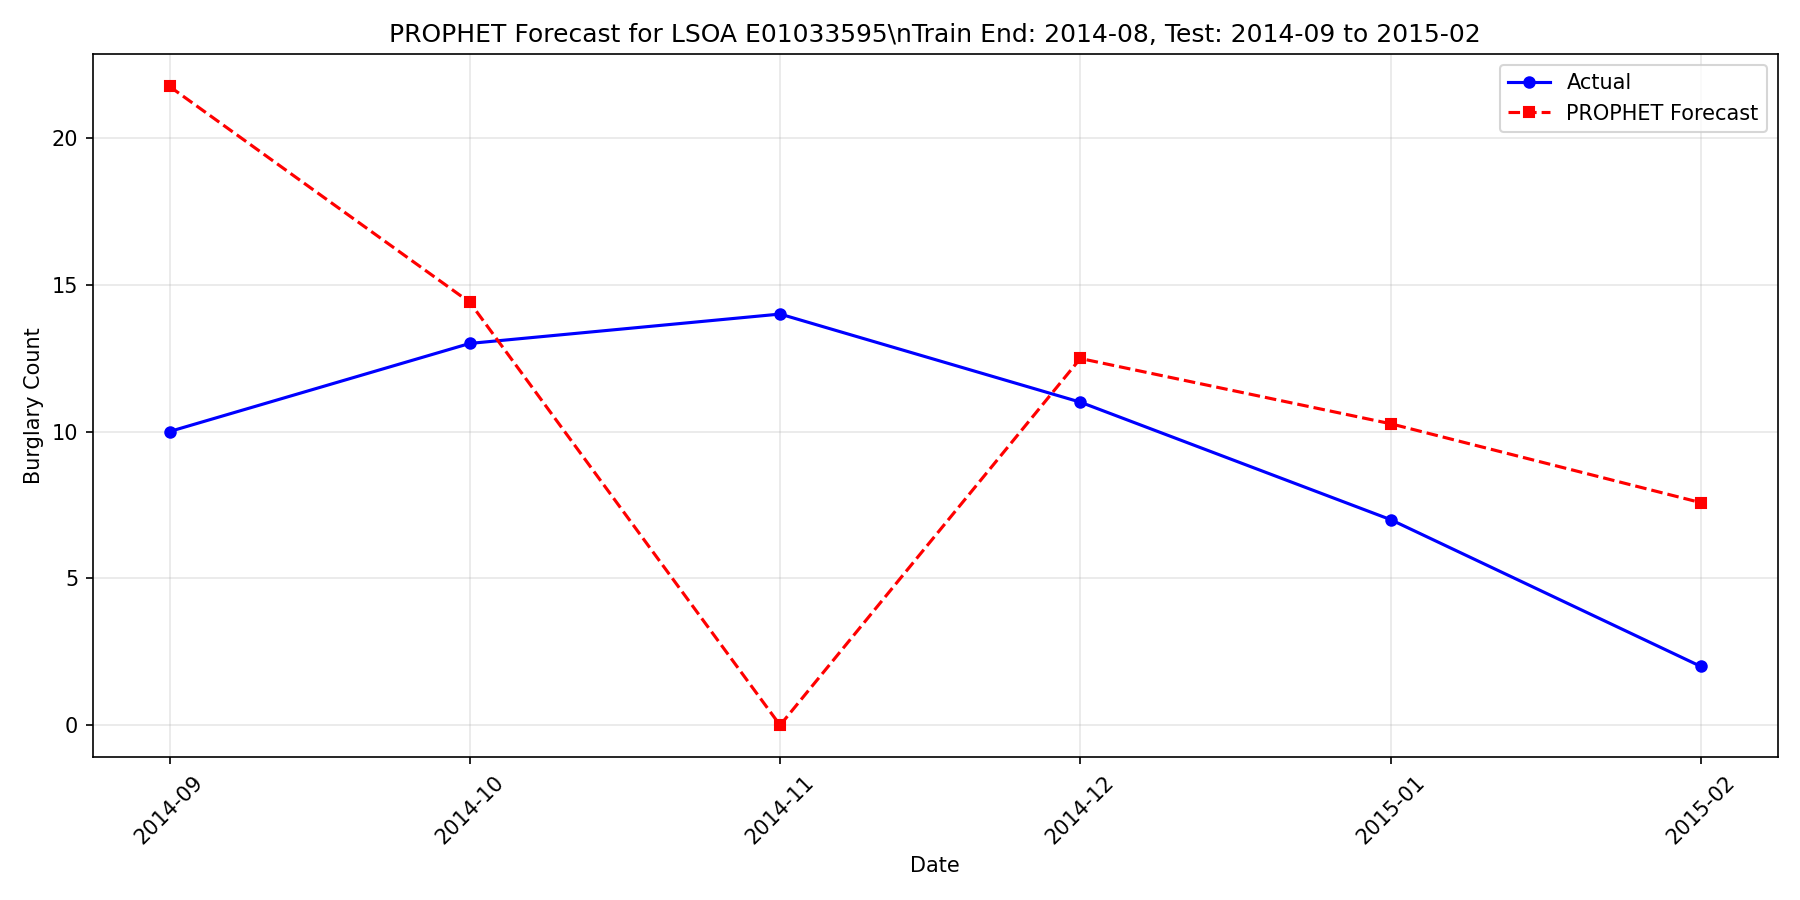 PROPHET Forecast for LSOA E01033595\nTrain End: 2014-08, Test: 2014-09 to 2015-02
Actual
PROPHET Forecast
Burglary Count
20
15
10
5
0
2014-09
2014-10
2014-11
2014-12
2015-01
2015-02
Date